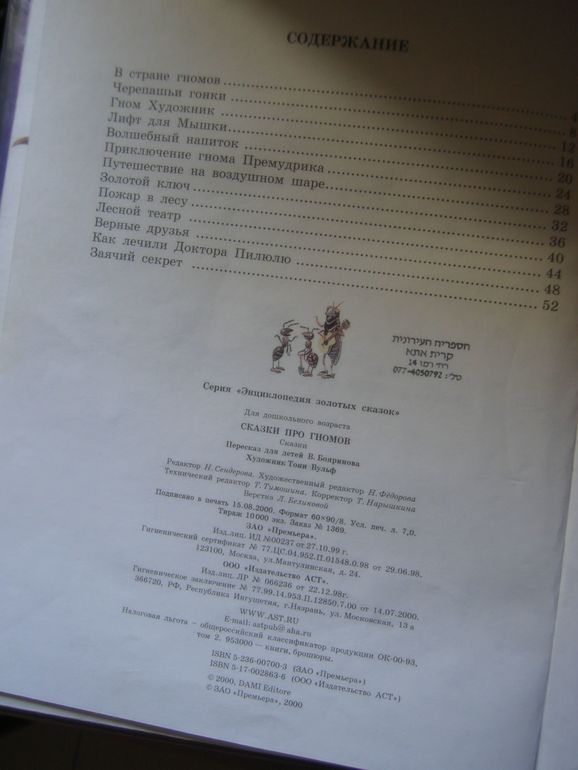 СОДЕРЖАНИЕ
В стране гномов 4
Черепашьи гонки 8
Гном Художник 12
Лифт для Мышки 16
Волшебный напиток 20
Приключение гнома Премудрика 24
Путешествие на воздушном шаре 28
Золотой ключ 32
Пожар в лесу 36
Лесной театр 40
Верные друзья 44
Как лечили Доктора Пилюлю 48
Заячий секрет 52
הספריה העירונית
קרית אתא
רח' רמז 14
טל': 077-4050792
Серия «Энциклопедия золотых сказок»
Для дошкольного возраста
СКАЗКИ ПРО ГНОМОВ
Сказки
Пересказ для детей В. Бояринова
Художник Тони Вульф
Редактор Н. Сендерова. Художественный редактор Н. Фёдорова
Технический редактор Т. Тимошина. Корректор Т. Нарышкина
Верстка Л. Беликовой
Подписано в печать 15.08.2000. Формат 60×90/8. Усл. печ. л. 7,0.
Тираж 10 000 экз. Заказ № 1369.
ЗАО «Премьера».
Изд.лиц. ИД №00237 от 27.10.99 г.
Гигиенический сертификат № 77.ЦС.04.952.П.01548.0.98 от 29.06.98.
123100, Москва, ул.Мантулинская, д. 24.
ООО «Издательство АСТ».
Изд.лиц. ЛР № 066236 от 22.12.98г.
Гигиеническое заключение № 77.99.14.953.П.12850.7.00 от 14.07.2000.
366720, РФ, Республика Ингушетия, г.Назрань, ул. Московская, 13 а
WWW.AST.RU
E-mail: astpub@aha.ru
Налоговая льгота – общероссийский классификатор продукции ОК-00-93,
том 2. 953000 — книги, брошюры.
ISBN 5-236-00700-3 (ЗАО «Премьера»)
ISBN 5-17-002863-6 (ООО «Издательство АСТ»)
© 2000, DAMI Editore
© ЗАО «Премьера», 2000